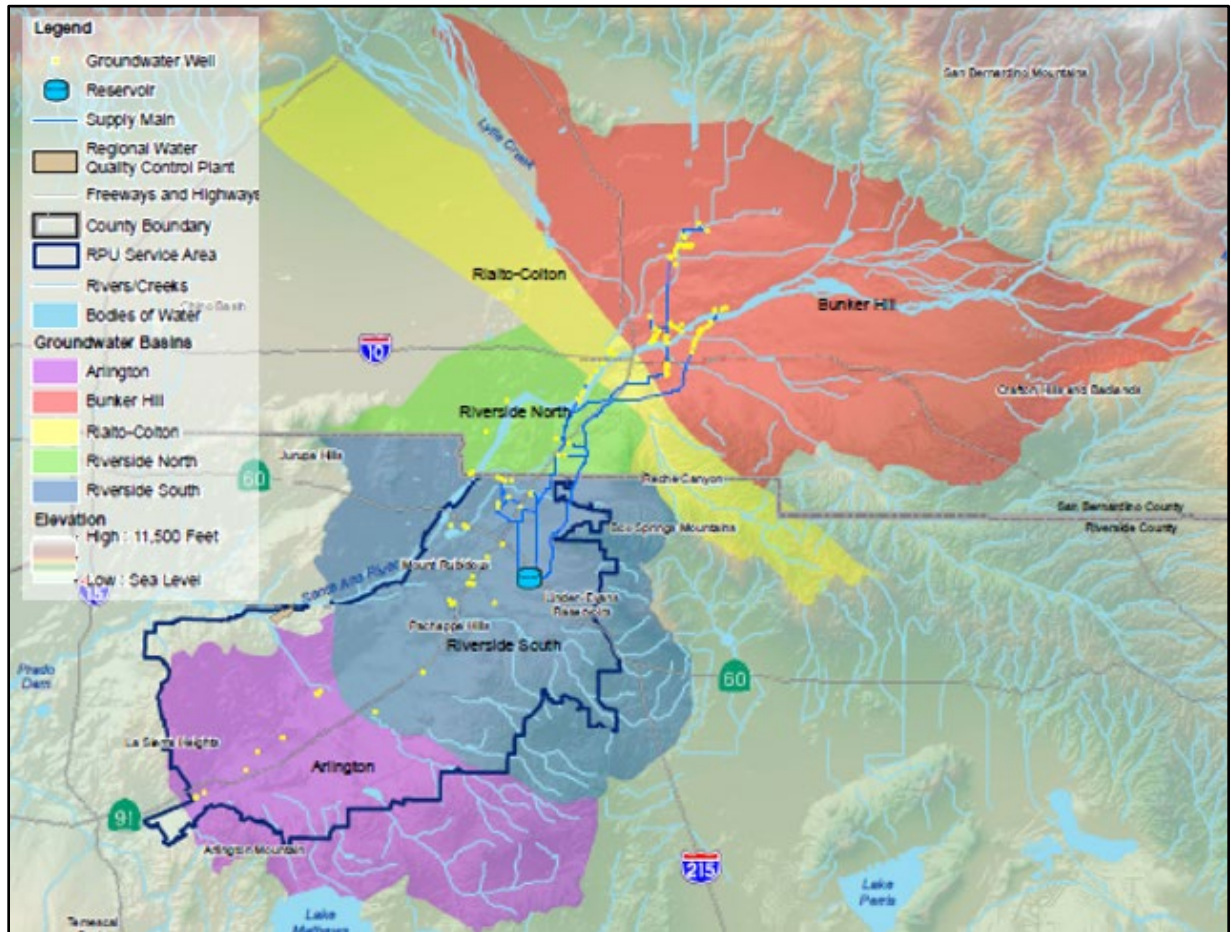 Legend
Groundwater Well
Reservoir
Supply Main
Regional Water
Quality Control Plant
Freeways and Highways
County Boundary
RPU Service Area
Rivers/Creeks
Bodies of Water
Groundwater Basins
Arlington
Bunker Hill
Rialto-Colton
Riverside North
Riverside South
Elevation
High : 11,500 Feet
Low : Sea Level
San Bernardino Mountains
Lytle Creek
Rialto-Colton
Bunker Hill
Chino Basin
10
Crafton Hills and Badlands
Riverside North
Jurupa Hills
60
Reche Canyon
San Bernardino County
Riverside County
Box Springs Mountains
Mount Rubidoux
Santa Ana River
15
Linden-Evans
Reservoir
Pachappa Hills
Riverside South
Prado
Dam
60
La Sierra Heights
Arlington
91
Arlington Mountain
215
Lake
Perris
Lake
Mathews
Temescal